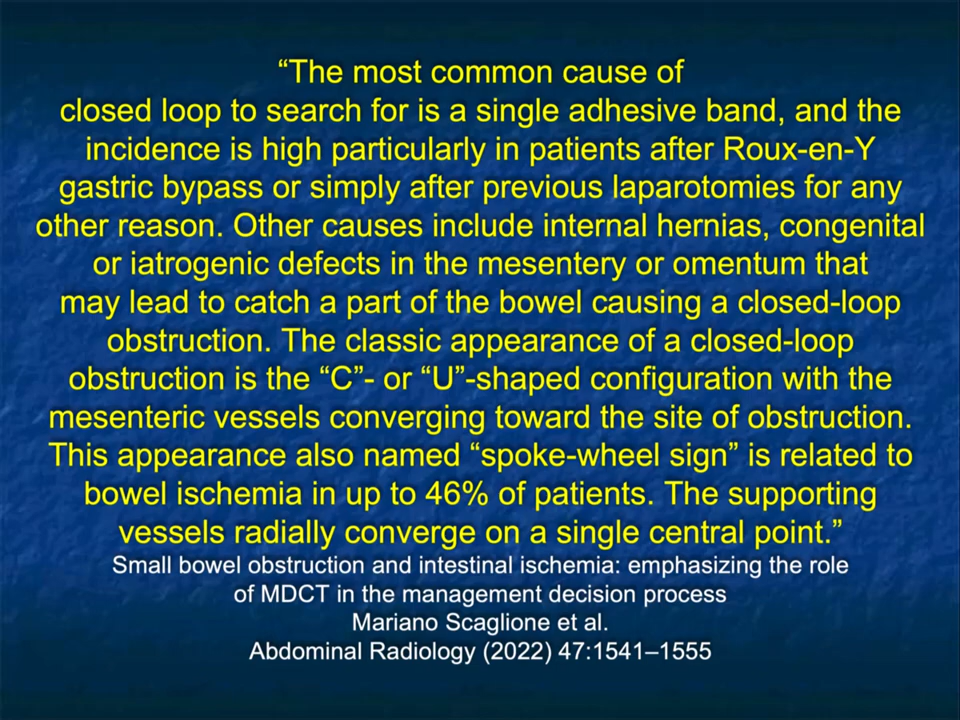 “The most common cause of
closed loop to search for is a single adhesive band, and the
incidence is high particularly in patients after Roux-en-Y
gastric bypass or simply after previous laparotomies for any
other reason. Other causes include internal hernias, congenital
or iatrogenic defects in the mesentery or omentum that
may lead to catch a part of the bowel causing a closed-loop
obstruction. The classic appearance of a closed-loop
obstruction is the “C”- or “U”-shaped configuration with the
mesenteric vessels converging toward the site of obstruction.
This appearance also named “spoke-wheel sign” is related to
bowel ischemia in up to 46% of patients. The supporting
vessels radially converge on a single central point.”
Small bowel obstruction and intestinal ischemia: emphasizing the role
of MDCT in the management decision process
Mariano Scaglione et al.
Abdominal Radiology (2022) 47:1541–1555